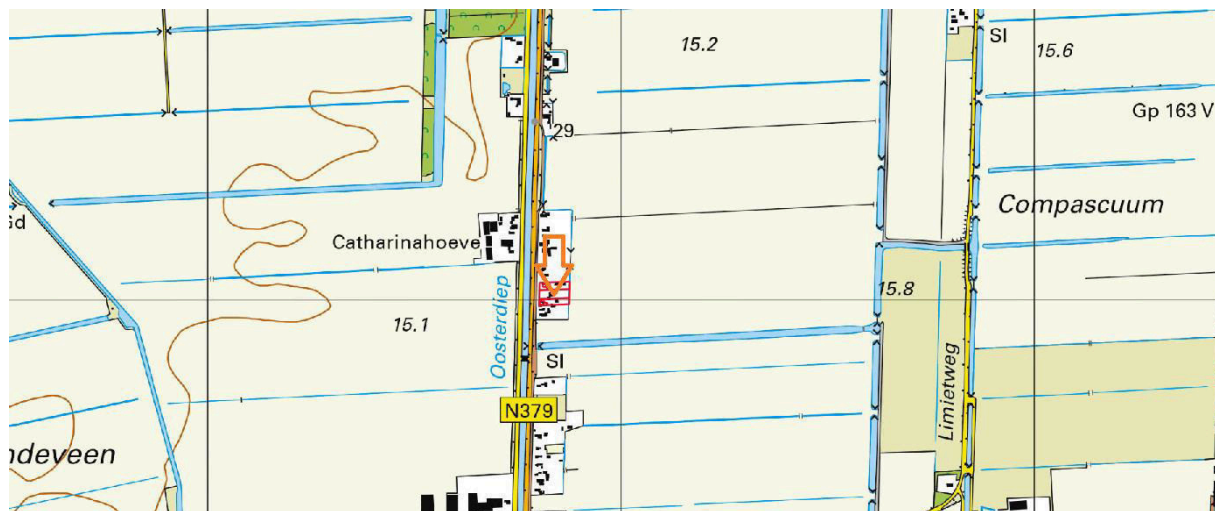 15.2
SI
15.6
Gp 163 V
29
Compascuum
Gd
Catharinahoeve
15.8
Oosterdiep
15.1
SI
Limietweg
N379
ndeveen